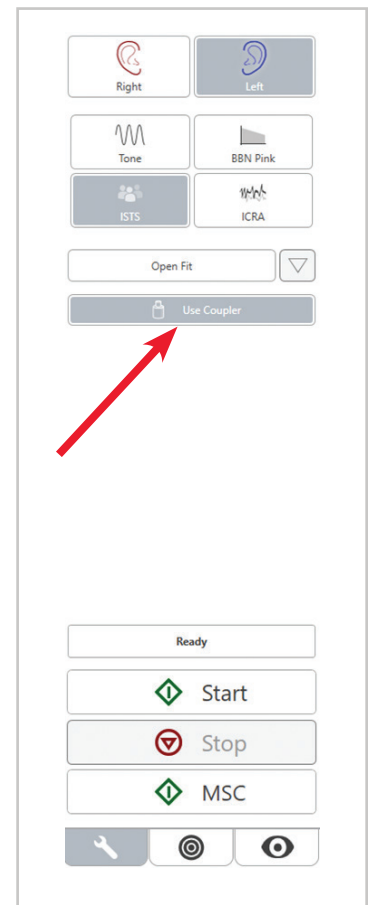 Right Left
Tone BBN Pink
ISTS ICRA
Open Fit
Use Coupler
Ready
Start
Stop
MSC